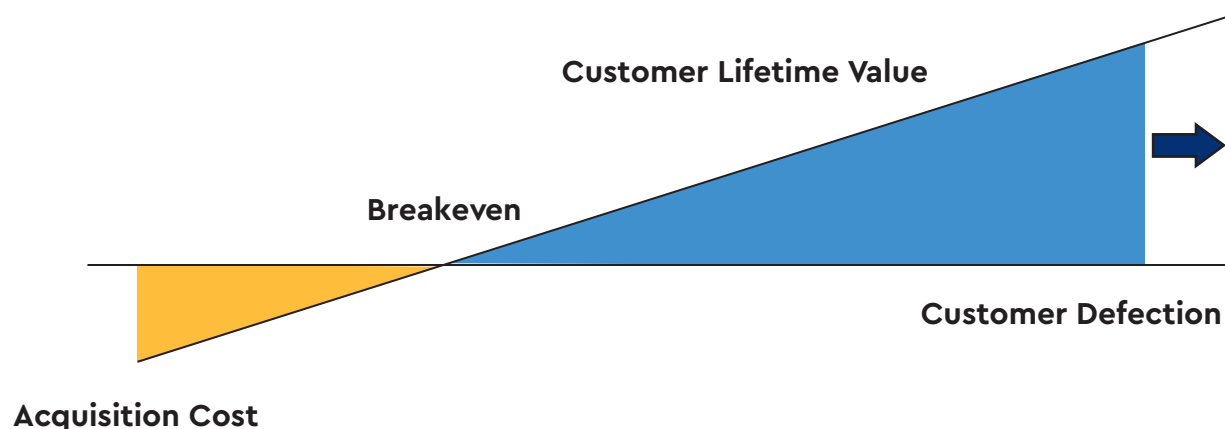 Customer Lifetime Value
Breakeven
Customer Defection
Acquisition Cost